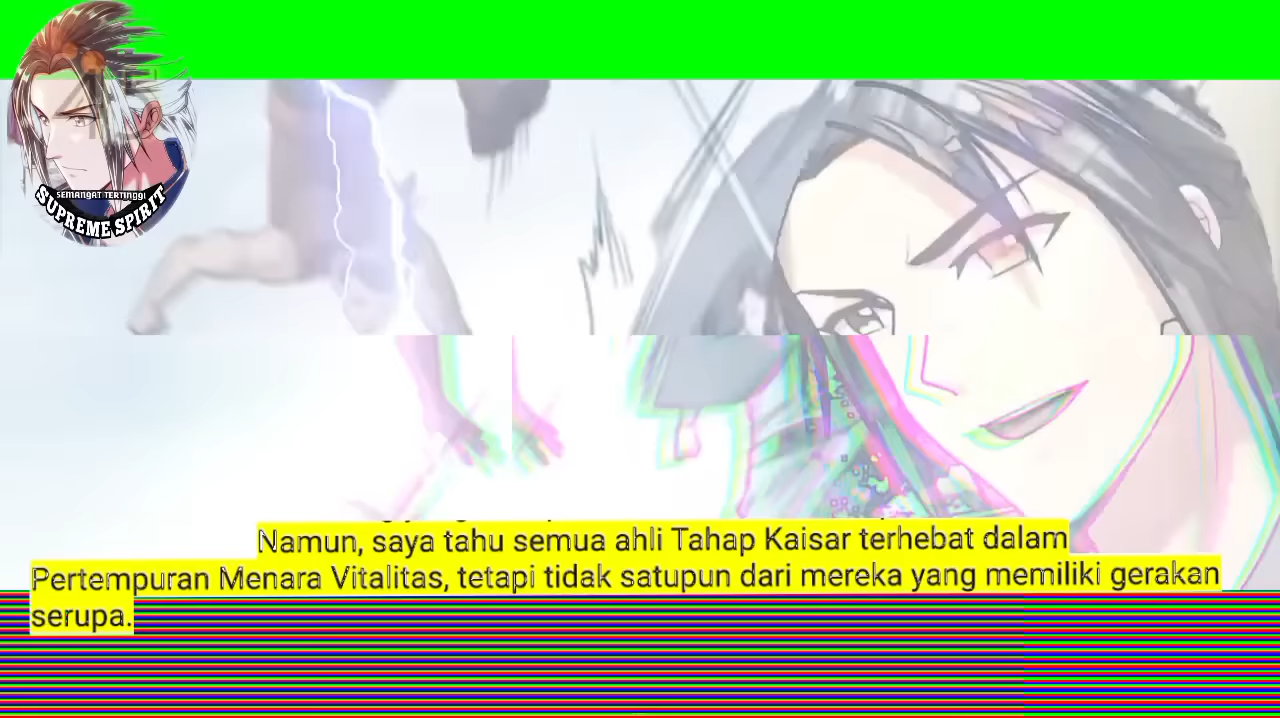 SEMANGAT TERTINGGI
SUPREME SPIRIT
Namun, saya tahu semua ahli Tahap Kaisar terhebat dalam
Pertempuran Menara Vitalitas, tetapi tidak satupun dari mereka yang memiliki gerakan
serupa.